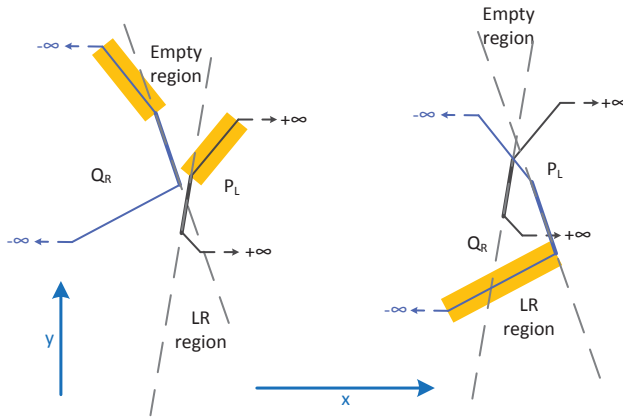 Empty
region
-∞
+∞
Q_R
P_L
-∞
+∞
LR
region
y
Empty
region
-∞
+∞
P_L
Q_R
+∞
-∞
LR
region
x